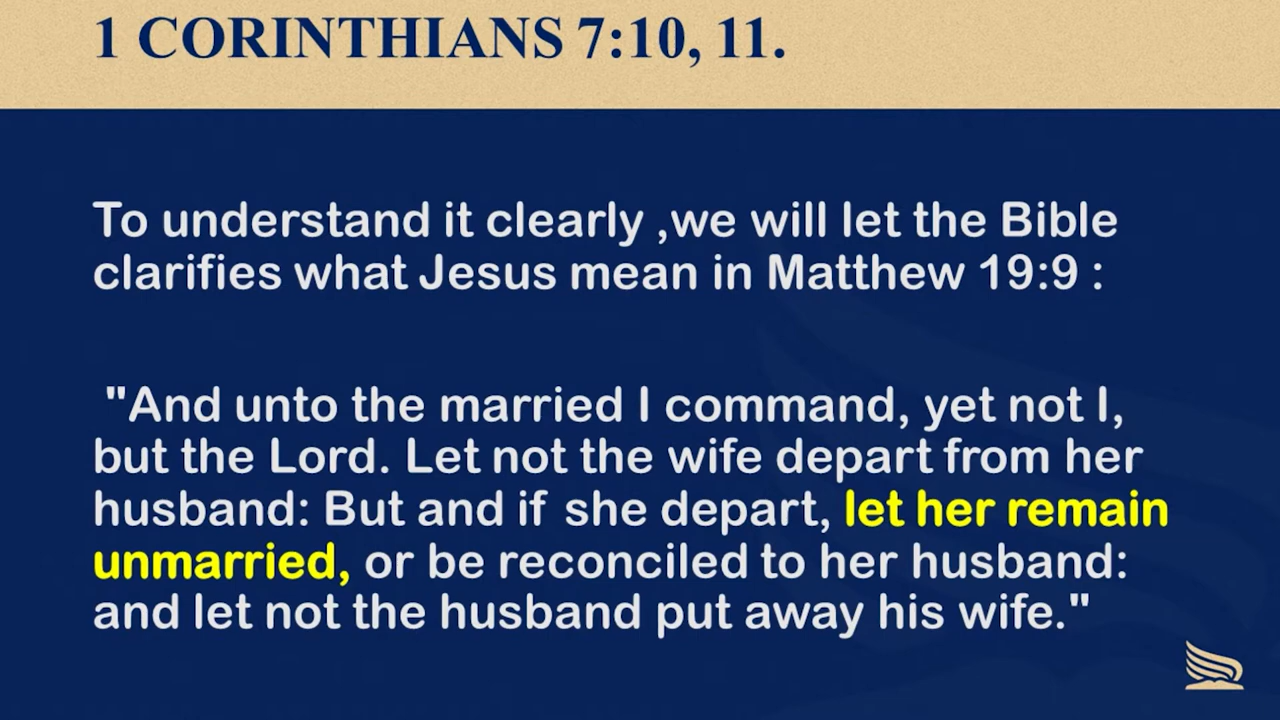 1 CORINTHIANS 7:10, 11.
To understand it clearly ,we will let the Bible
clarifies what Jesus mean in Matthew 19:9 :
"And unto the married I command, yet not I,
but the Lord. Let not the wife depart from her
husband: But and if she depart, let her remain
unmarried, or be reconciled to her husband:
and let not the husband put away his wife."